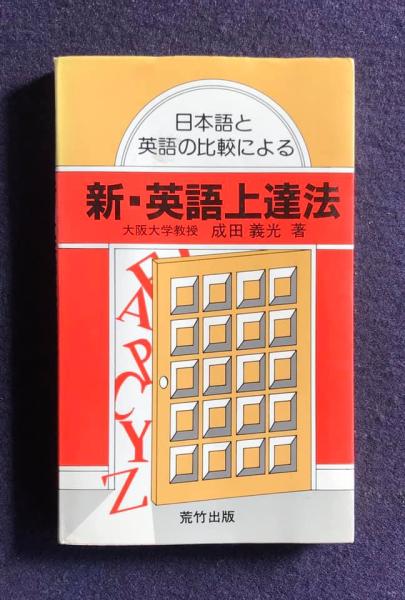 日本語と
英語の比較による
新・英語上達法
大阪大学教授 成田 義光 著
E
A
P
C
Y
Z
荒竹出版